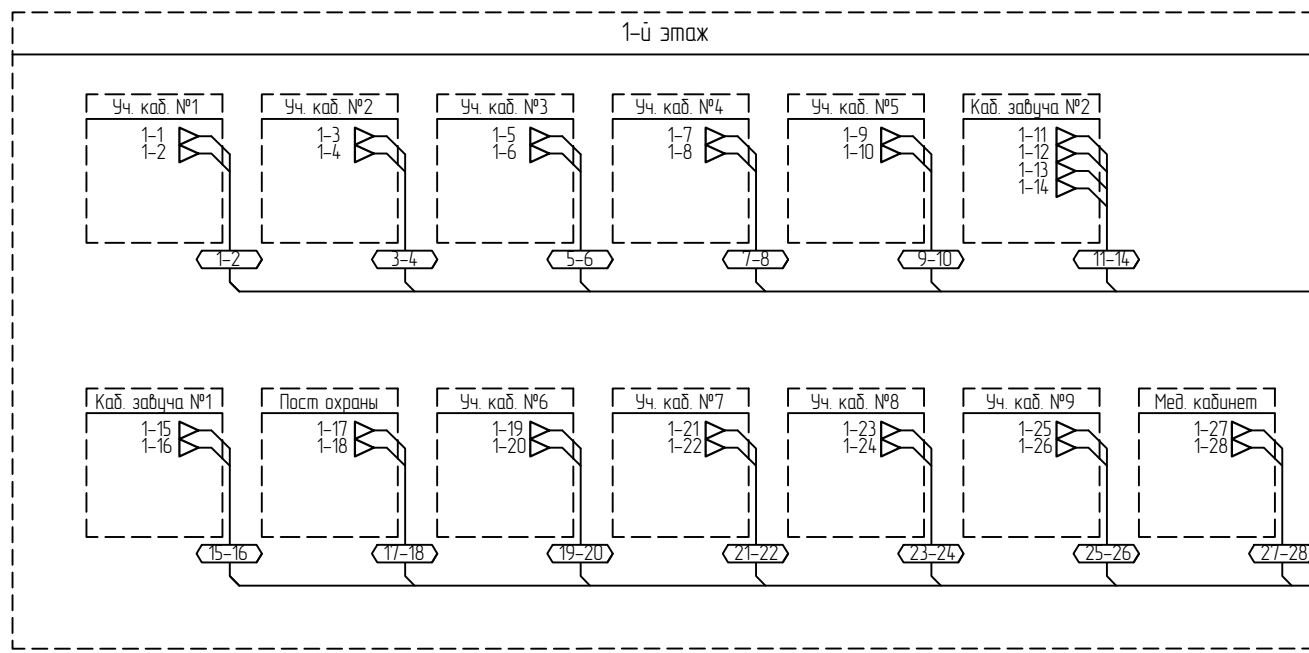 1-й этаж
Уч. каб. №1
1-1
1-2
1-2
Уч. каб. №2
1-3
1-4
3-4
Уч. каб. №3
1-5
1-6
5-6
Уч. каб. №4
1-7
1-8
7-8
Уч. каб. №5
1-9
1-10
9-10
Каб. завуча №2
1-11
1-12
1-13
1-14
11-14
Каб. завуча №1
1-15
1-16
15-16
Пост охраны
1-17
1-18
17-18
Уч. каб. №6
1-19
1-20
19-20
Уч. каб. №7
1-21
1-22
21-22
Уч. каб. №8
1-23
1-24
23-24
Уч. каб. №9
1-25
1-26
25-26
Мед. кабинет
1-27
1-28
27-28